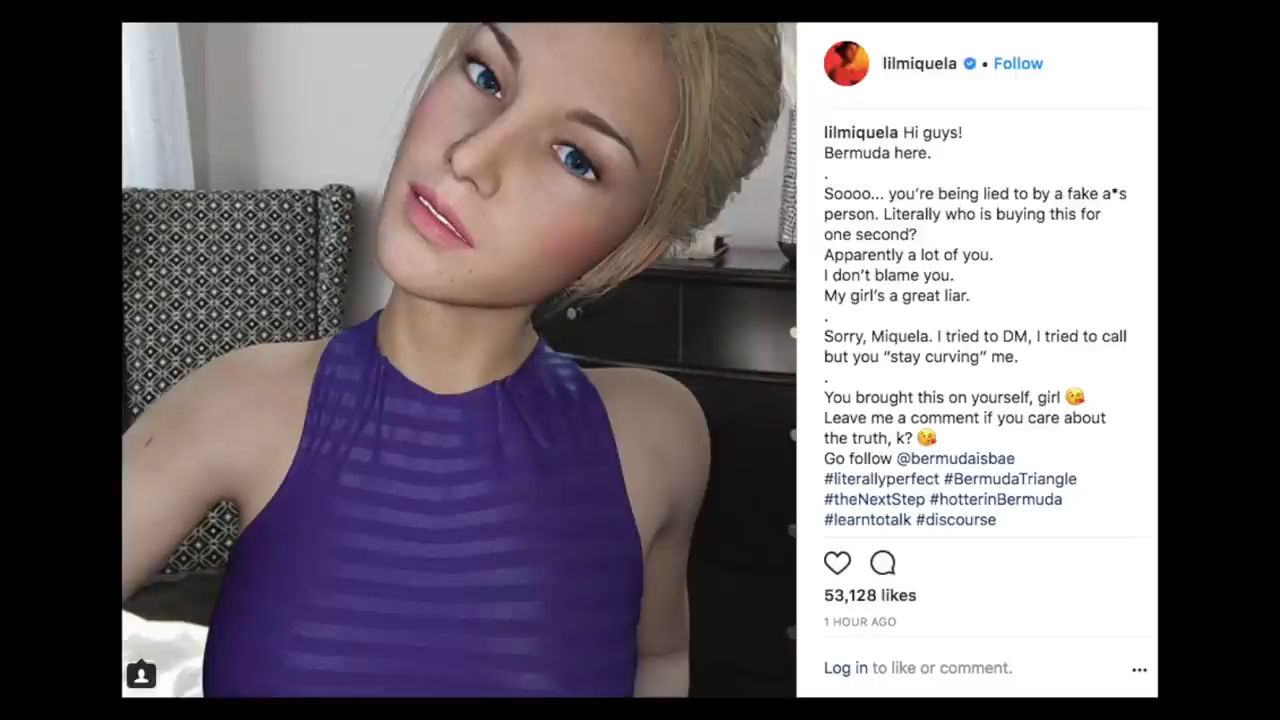 lilmiquela • Follow
lilmiquela Hi guys!
Bermuda here.
.
Soooo... you’re being lied to by a fake a*s
person. Literally who is buying this for
one second?
Apparently a lot of you.
I don’t blame you.
My girl’s a great liar.
.
Sorry, Miquela. I tried to DM, I tried to call
but you “stay curving” me.
.
You brought this on yourself, girl 😘
Leave me a comment if you care about
the truth, k? 😘
Go follow @bermudaisbae
#literallyperfect #BermudaTriangle
#theNextStep #hotterinBermuda
#learntotalk #discourse
53,128 likes
1 HOUR AGO
Log in to like or comment.